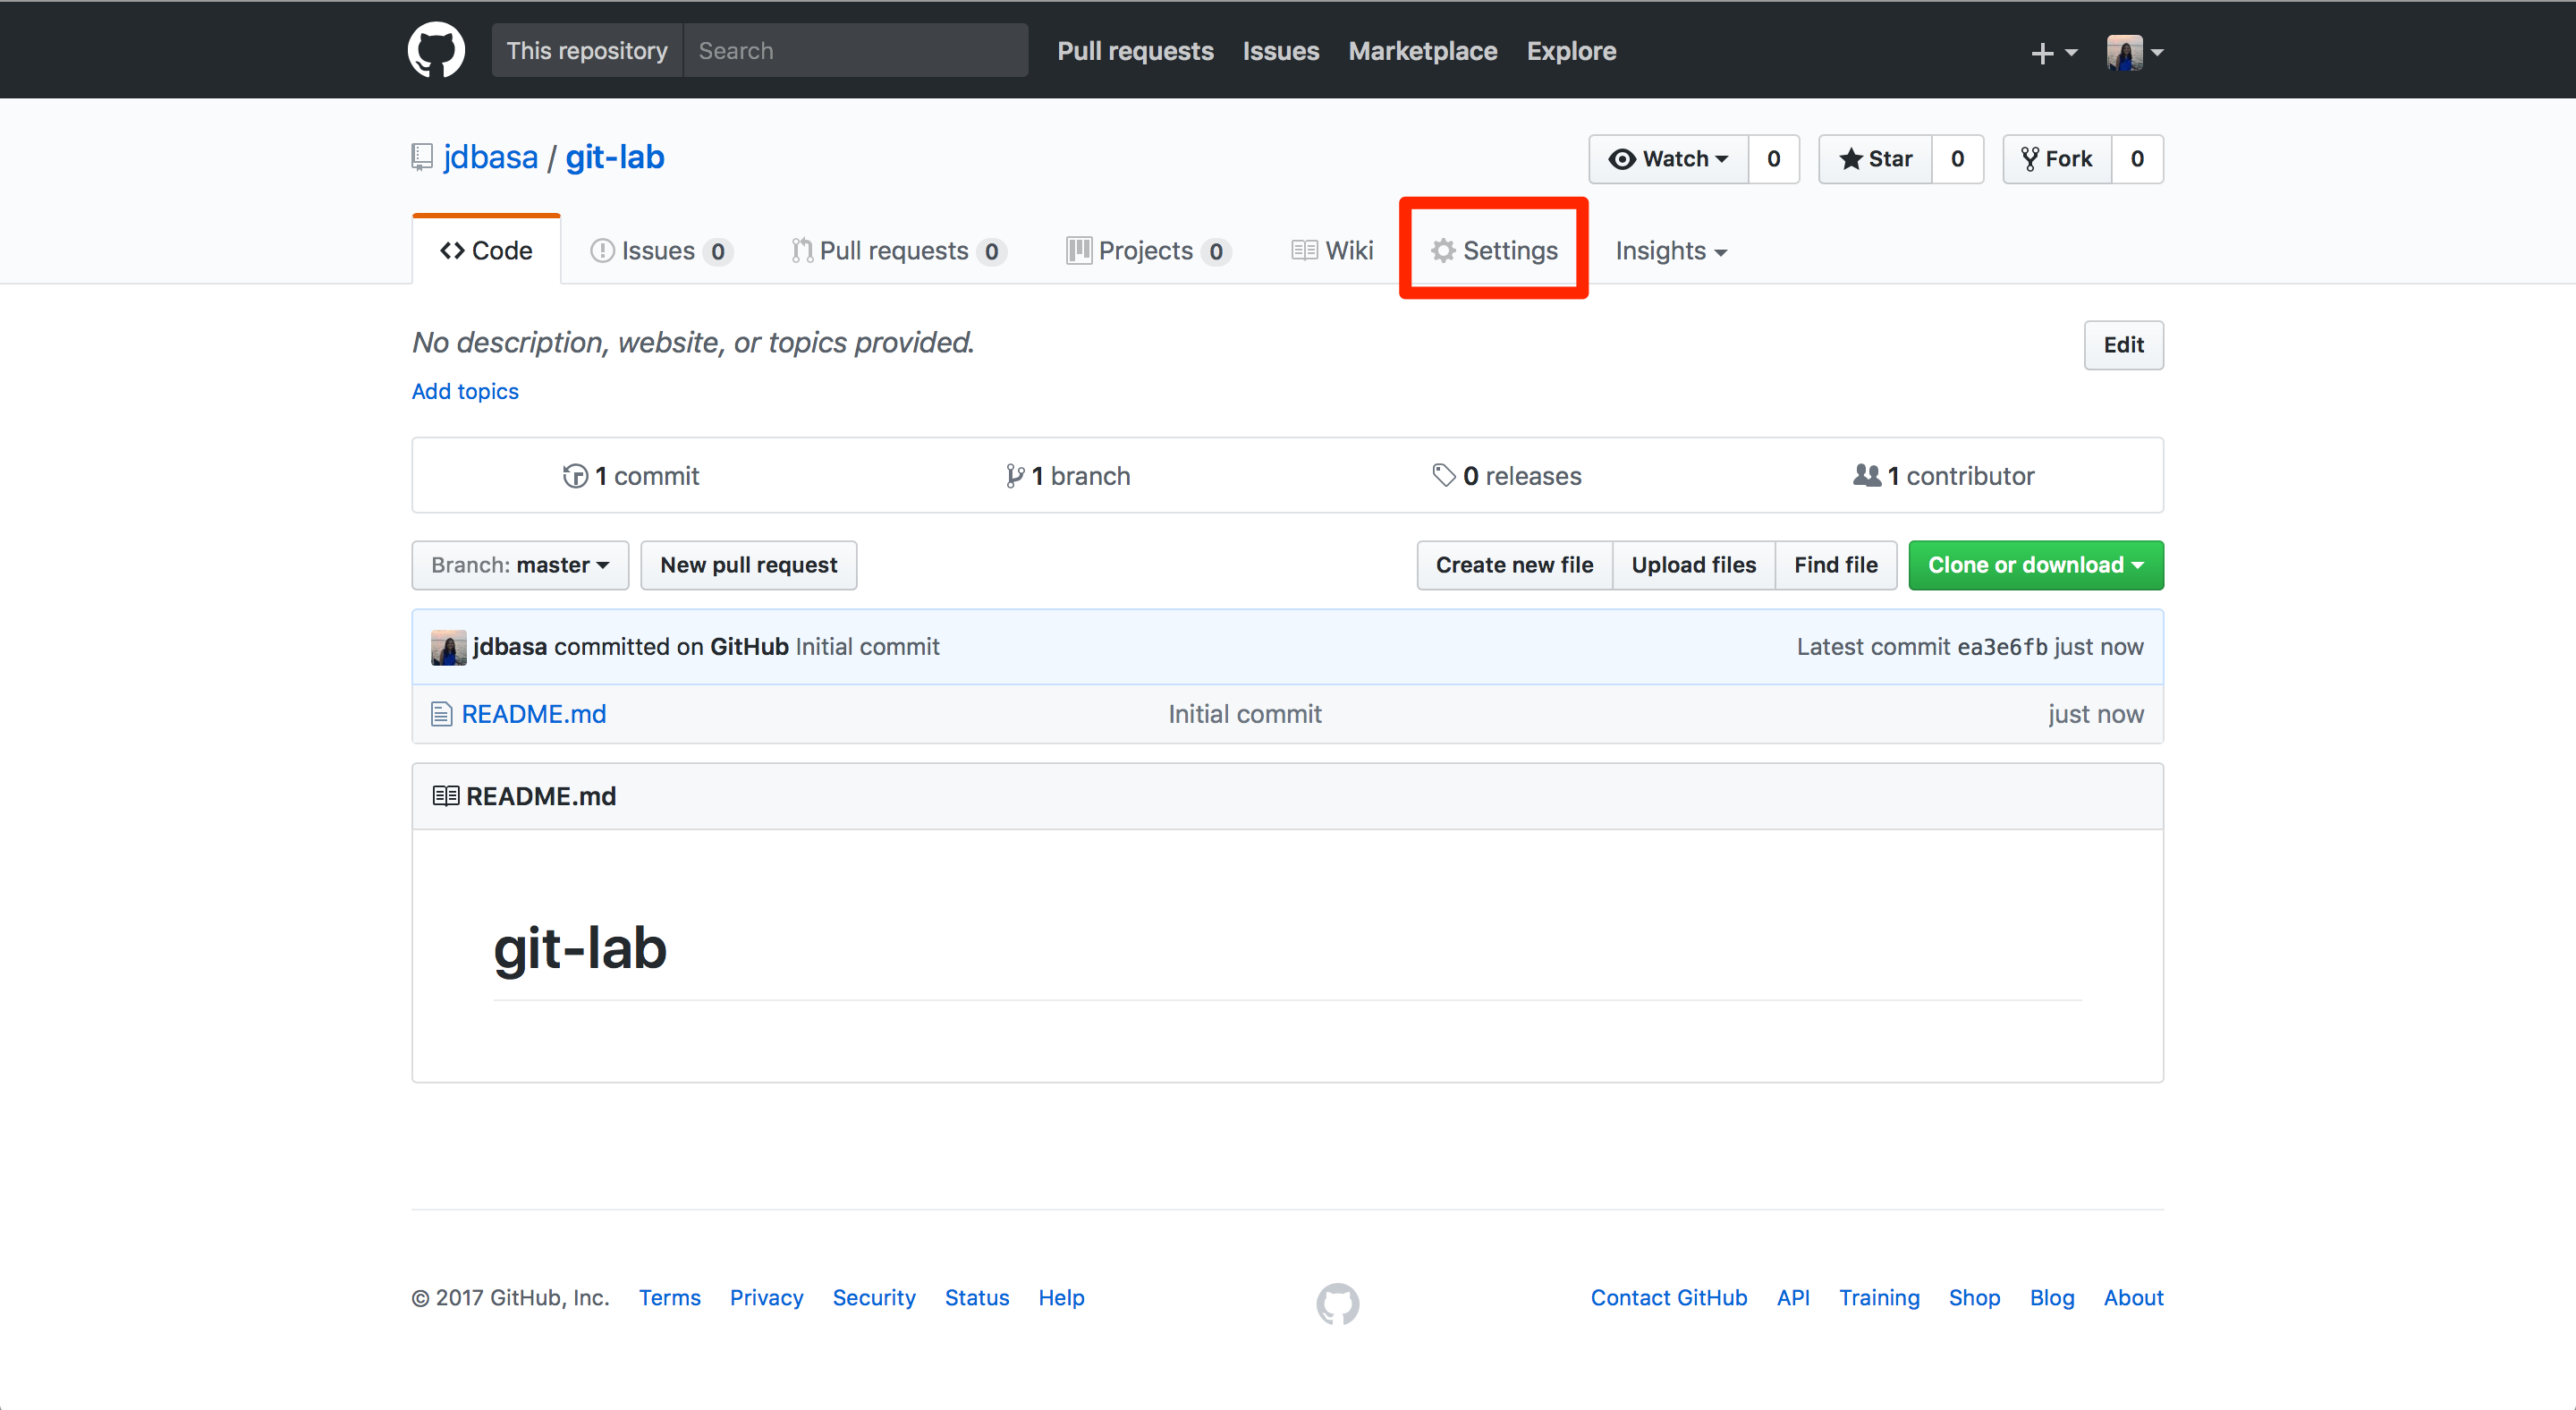 This repository Search Pull requests Issues Marketplace Explore
jdbasa / git-lab Watch 0 Star 0 Fork 0
Code Issues 0 Pull requests 0 Projects 0 Wiki Settings Insights
No description, website, or topics provided. Edit
Add topics
1 commit 1 branch 0 releases 1 contributor
Branch: master New pull request Create new file Upload files Find file Clone or download
jdbasa committed on GitHub Initial commit Latest commit ea3e6fb just now
README.md Initial commit just now
README.md
git-lab
© 2017 GitHub, Inc. Terms Privacy Security Status Help Contact GitHub API Training Shop Blog About